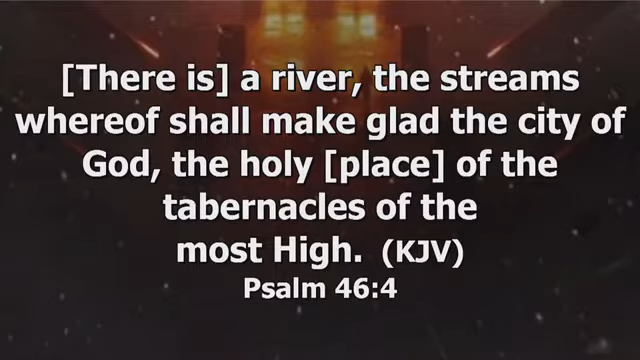 [There is] a river, the streams
whereof shall make glad the city of
God, the holy [place] of the
tabernacles of the
most High. (KJV)
Psalm 46:4